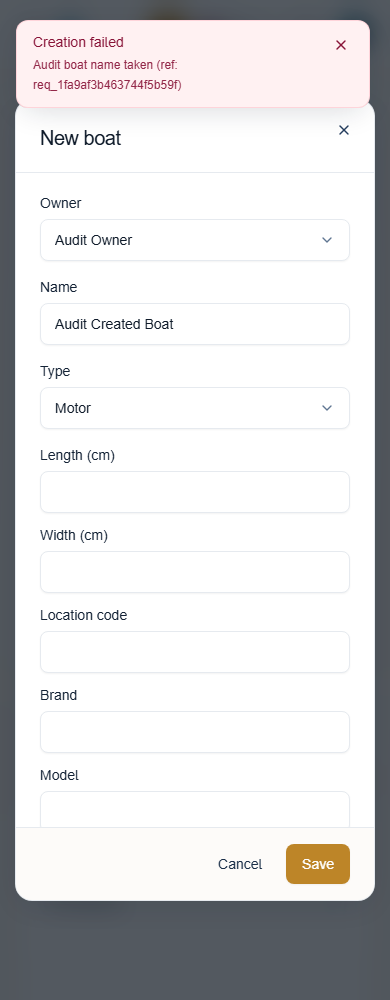 Creation failed
Audit boat name taken (ref:
req_1fa9af3b463744f5b59f)
New boat
Owner
Audit Owner
Name
Audit Created Boat
Type
Motor
Length (cm)
Width (cm)
Location code
Brand
Model
Cancel
Save